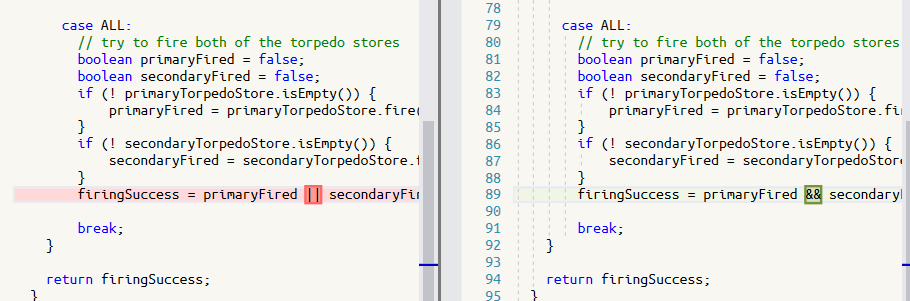 case ALL:
// try to fire both of the torpedo stores
boolean primaryFired = false;
boolean secondaryFired = false;
if (! primaryTorpedoStore.isEmpty()) {
primaryFired = primaryTorpedoStore.fire(
}
if (! secondaryTorpedoStore.isEmpty()) {
secondaryFired = secondaryTorpedoStore.f
}
firingSuccess = primaryFired || secondaryFir
break;
}
return firingSuccess;
}
78
79 case ALL:
80 // try to fire both of the torpedo stores
81 boolean primaryFired = false;
82 boolean secondaryFired = false;
83 if (! primaryTorpedoStore.isEmpty()) {
84 primaryFired = primaryTorpedoStore.fi
85 }
86 if (! secondaryTorpedoStore.isEmpty()) {
87 secondaryFired = secondaryTorpedoStore
88 }
89 firingSuccess = primaryFired && secondary
90
91 break;
92 }
93
94 return firingSuccess;
95 }